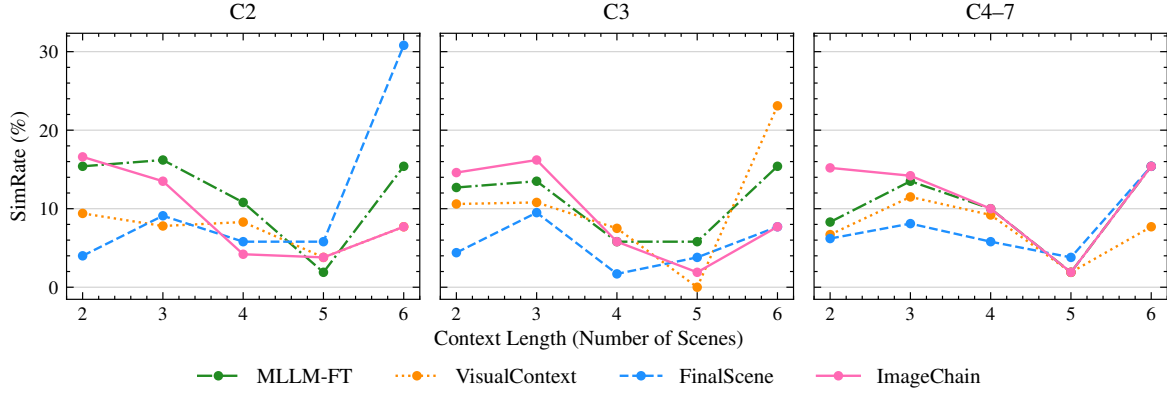 C2 C3 C4–7
SimRate (%)
30
20
10
0
2 3 4 5 6 2 3 4 5 6 2 3 4 5 6
Context Length (Number of Scenes)
MLLM-FT VisualContext FinalScene ImageChain